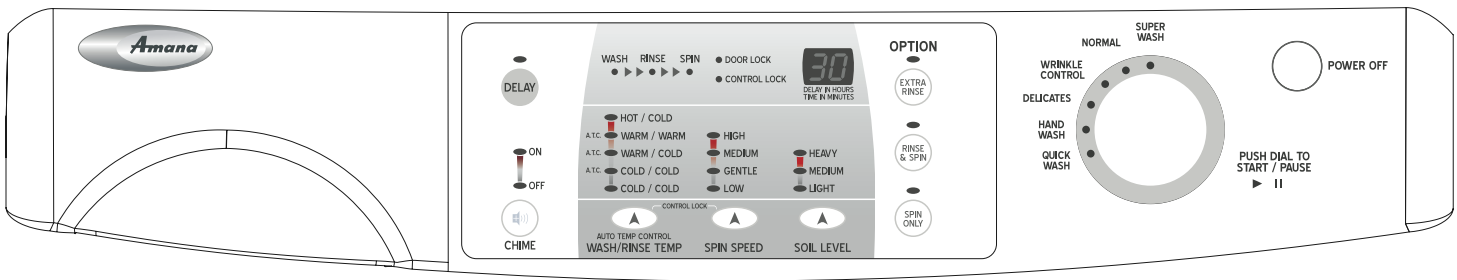 Amana
DELAY
ON
OFF
CHIME
WASH RINSE SPIN
DOOR LOCK
CONTROL LOCK
30
DELAY IN HOURS
TIME IN MINUTES
HOT / COLD
A.T.C. WARM / WARM
A.T.C. WARM / COLD
A.T.C. COLD / COLD
COLD / COLD
HIGH
MEDIUM
GENTLE
LOW
HEAVY
MEDIUM
LIGHT
CONTROL LOCK
AUTO TEMP CONTROL
WASH/RINSE TEMP
SPIN SPEED
SOIL LEVEL
OPTION
EXTRA
RINSE
RINSE
& SPIN
SPIN
ONLY
SUPER
WASH
NORMAL
WRINKLE
CONTROL
DELICATES
HAND
WASH
QUICK
WASH
PUSH DIAL TO
START / PAUSE
POWER OFF